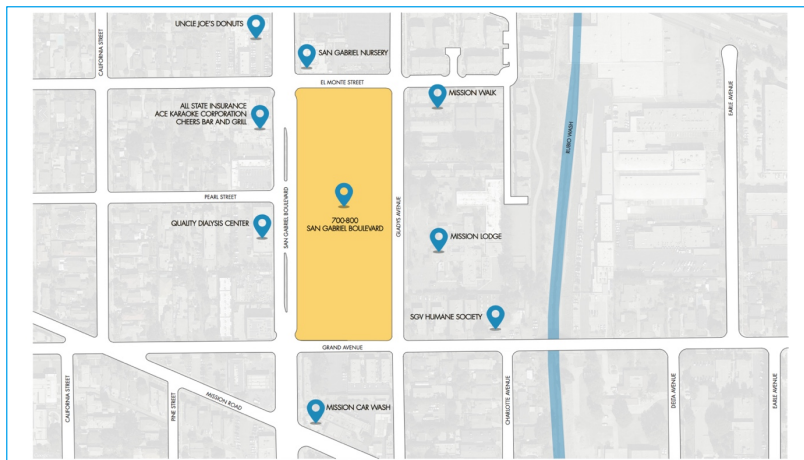 UNCLE JOE'S DONUTS
CALIFORNIA STREET
SAN GABRIEL NURSERY
EL MONTE STREET
ALL STATE INSURANCE
ACE KARAOKE CORPORATION
CHEERS BAR AND GRILL
MISSION WALK
EARLE AVENUE
RUBIO WASH
PEARL STREET
SAN GABRIEL BOULEVARD
700-800
SAN GABRIEL BOULEVARD
GLADYS AVENUE
QUALITY DIALYSIS CENTER
MISSION LODGE
SGV HUMANE SOCIETY
GRAND AVENUE
CALIFORNIA STREET
PINE STREET
MISSION ROAD
MISSION CAR WASH
CHARLOTTE AVENUE
DELTA AVENUE
EARLE AVENUE